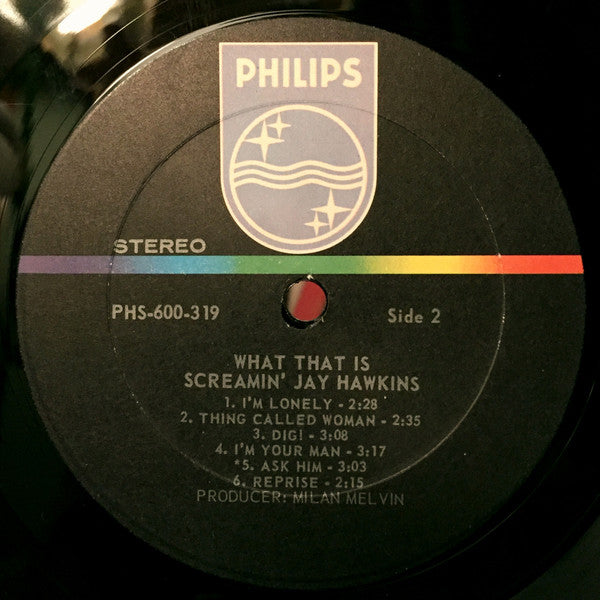 PHILIPS
STEREO
PHS-600-319
Side 2
WHAT THAT IS
SCREAMIN' JAY HAWKINS
1. I'M LONELY - 2:28
2. THING CALLED WOMAN - 2:35
3. DIG! - 3:08
4. I'M YOUR MAN - 3:17
*5. ASK HIM - 3:03
6. REPRISE - 2:15
PRODUCER: MILAN MELVIN